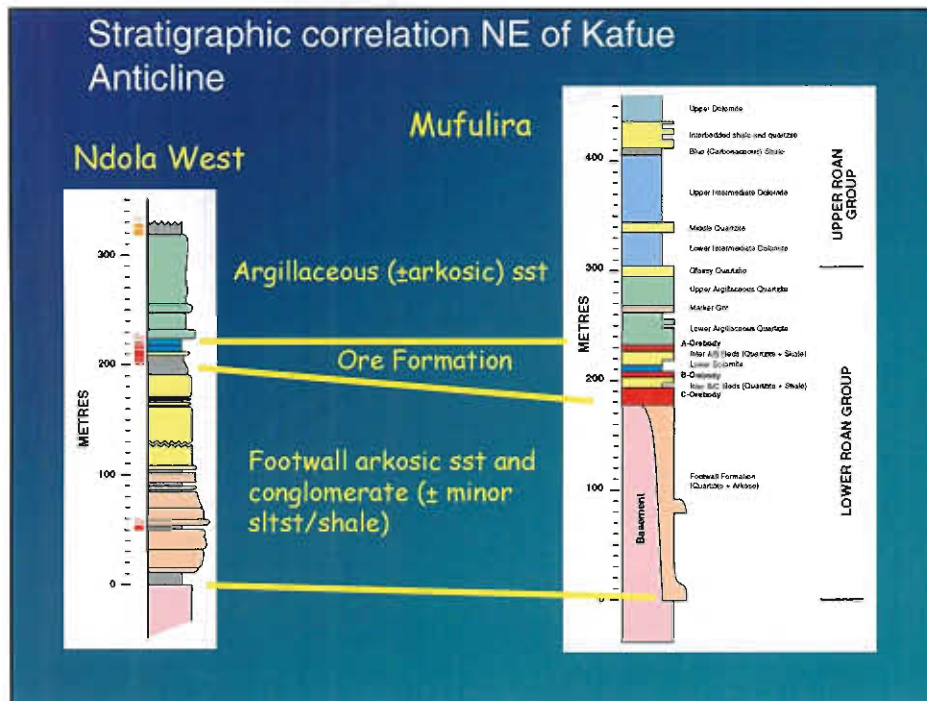 Stratigraphic correlation NE of Kafue
Anticline
Ndola West
300
200
100
0
METRES
Argillaceous (±arkosic) sst
Ore Formation
Footwall arkosic sst and
conglomerate (± minor
sltst/shale)
Mufulira
400
300
200
100
0
METRES
Basement
Upper Dolomite
Interbedded shale and quartzite
Blue (Carbonaceous) Shale
Upper Intermediate Dolomite
Middle Quartzite
Lower Intermediate Dolomite
Glassy Quartzite
Upper Argillaceous Quartzite
Marker Grit
Lower Argillaceous Quartzite
A-Orebody
Inter A/B Beds (Quartzite + Shale)
Lower Dolomite
B-Orebody
Inter B/C Beds (Quartzite + Shale)
C-Orebody
Footwall Formation
(Quartzite + Arkose)
UPPER ROAN
GROUP
LOWER ROAN GROUP